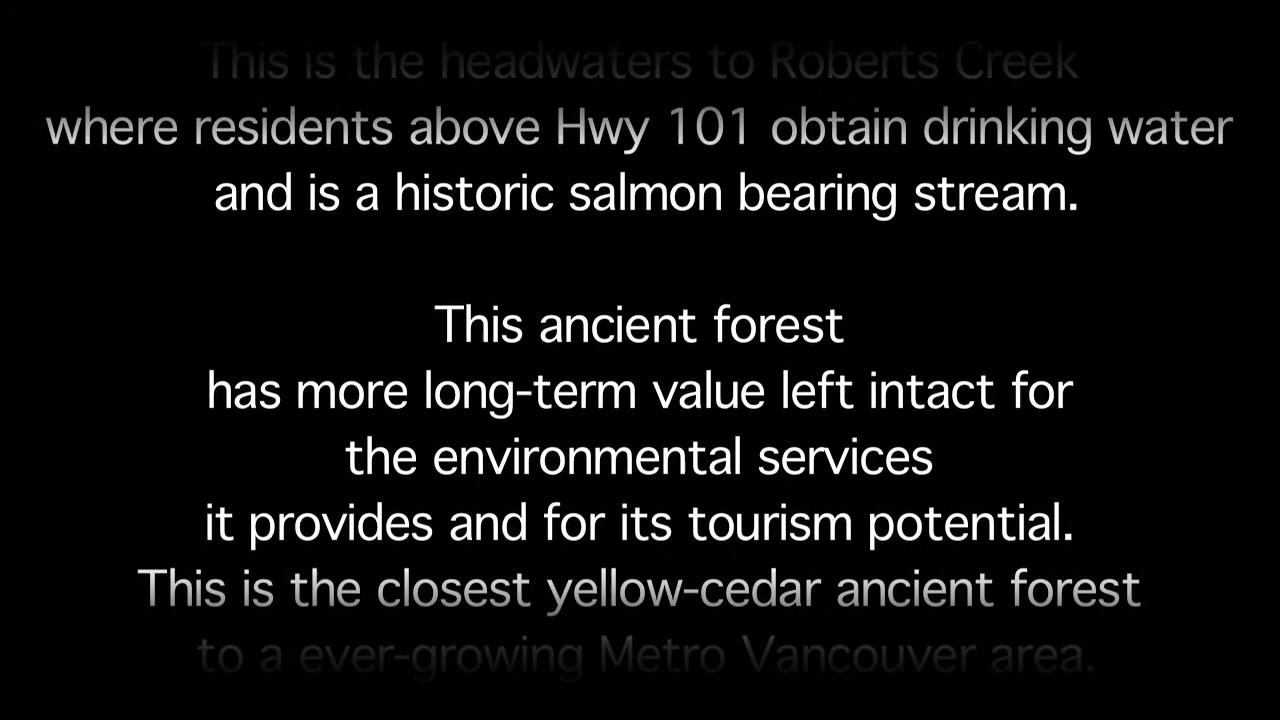 This is the headwaters to Roberts Creek
where residents above Hwy 101 obtain drinking water
and is a historic salmon bearing stream.
This ancient forest
has more long-term value left intact for
the environmental services
it provides and for its tourism potential.
This is the closest yellow-cedar ancient forest
to a ever-growing Metro Vancouver area.